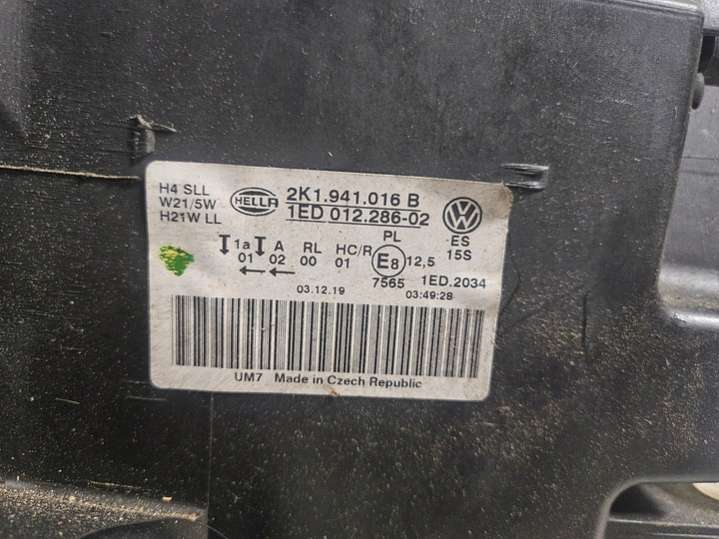 H4 SLL
W21/5W
H21W LL
HELLA
2K1.941.016 B
1ED 012.286-02
PL
ES
15S
1a A RL HC/R
01 02 00 01
E8 12,5
7565 1ED.2034
03.12.19 03:49:28
UM7 Made in Czech Republic